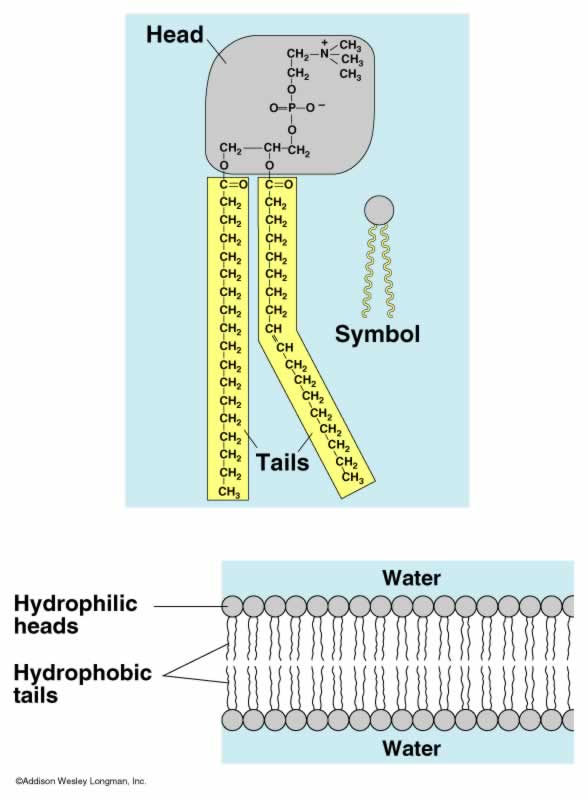 Head
+
CH₂—N—CH₃
CH₃
CH₃
CH₂
O
O=P—O⁻
O
CH₂—CH—CH₂
O O
C=O C=O
CH₂ CH₂
CH₂ CH₂
CH₂ CH₂
CH₂ CH₂
CH₂ CH₂
CH₂ CH₂
CH₂ CH₂
CH₂ CH
CH₂ CH
CH₂ CH₂
CH₂ CH₂
CH₂ CH₂
CH₂ CH₂
CH₂ CH₂
CH₂ CH₂
CH₂ CH₂
CH₃ CH₃
Symbol
Tails
Water
Hydrophilic
heads
Hydrophobic
tails
Water
©Addison Wesley Longman, Inc.